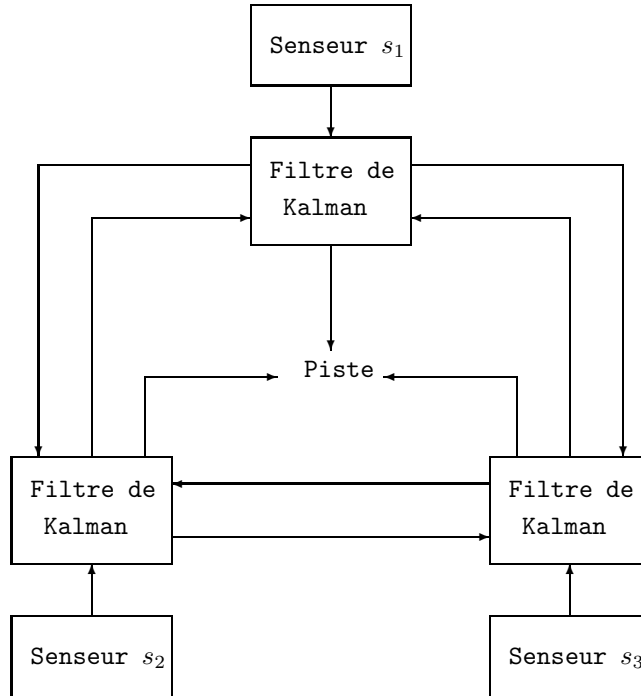 Senseur s₁
Filtre de
Kalman
Piste
Filtre de
Kalman
Filtre de
Kalman
Senseur s₂
Senseur s₃